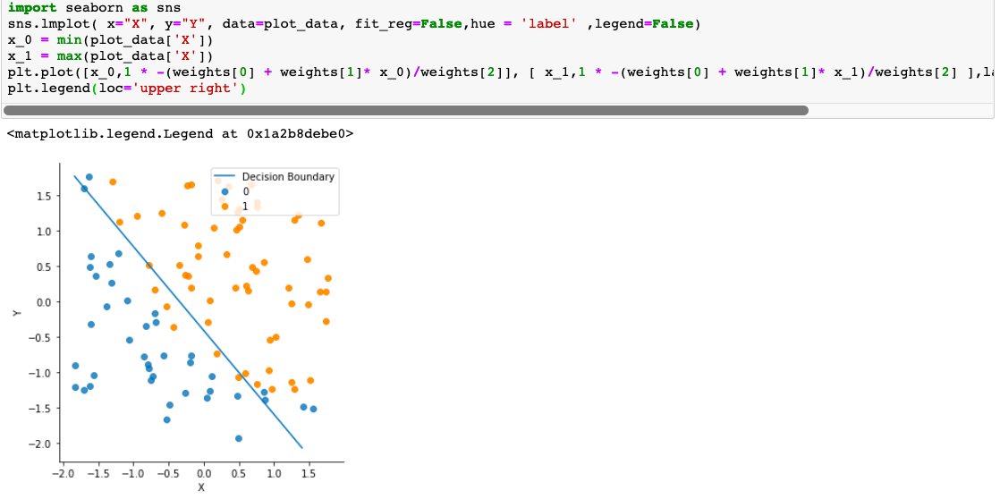 import seaborn as sns
sns.lmplot( x="X", y="Y", data=plot_data, fit_reg=False,hue = 'label' ,legend=False)
x_0 = min(plot_data['X'])
x_1 = max(plot_data['X'])
plt.plot([x_0,1 * -(weights[0] + weights[1]* x_0)/weights[2]], [ x_1,1 * -(weights[0] + weights[1]* x_1)/weights[2] ],la
plt.legend(loc='upper right')
<matplotlib.legend.Legend at 0x1a2b8debe0>
Decision Boundary
0
1
1.5
1.0
0.5
0.0
−0.5
−1.0
−1.5
−2.0
Y
−2.0 −1.5 −1.0 −0.5 0.0 0.5 1.0 1.5
X